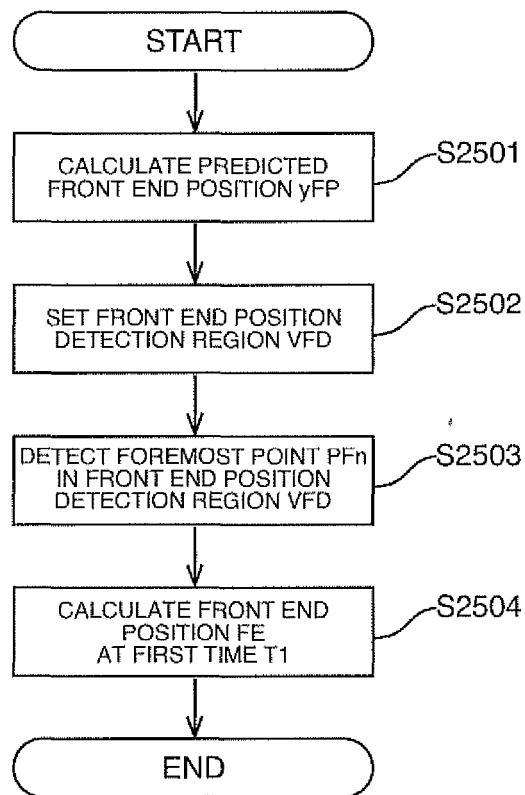 START
CALCULATE PREDICTED
FRONT END POSITION yFP
S2501
SET FRONT END POSITION
DETECTION REGION VFD
S2502
DETECT FOREMOST POINT PFn
IN FRONT END POSITION
DETECTION REGION VFD
S2503
CALCULATE FRONT END
POSITION FE
AT FIRST TIME T1
S2504
END